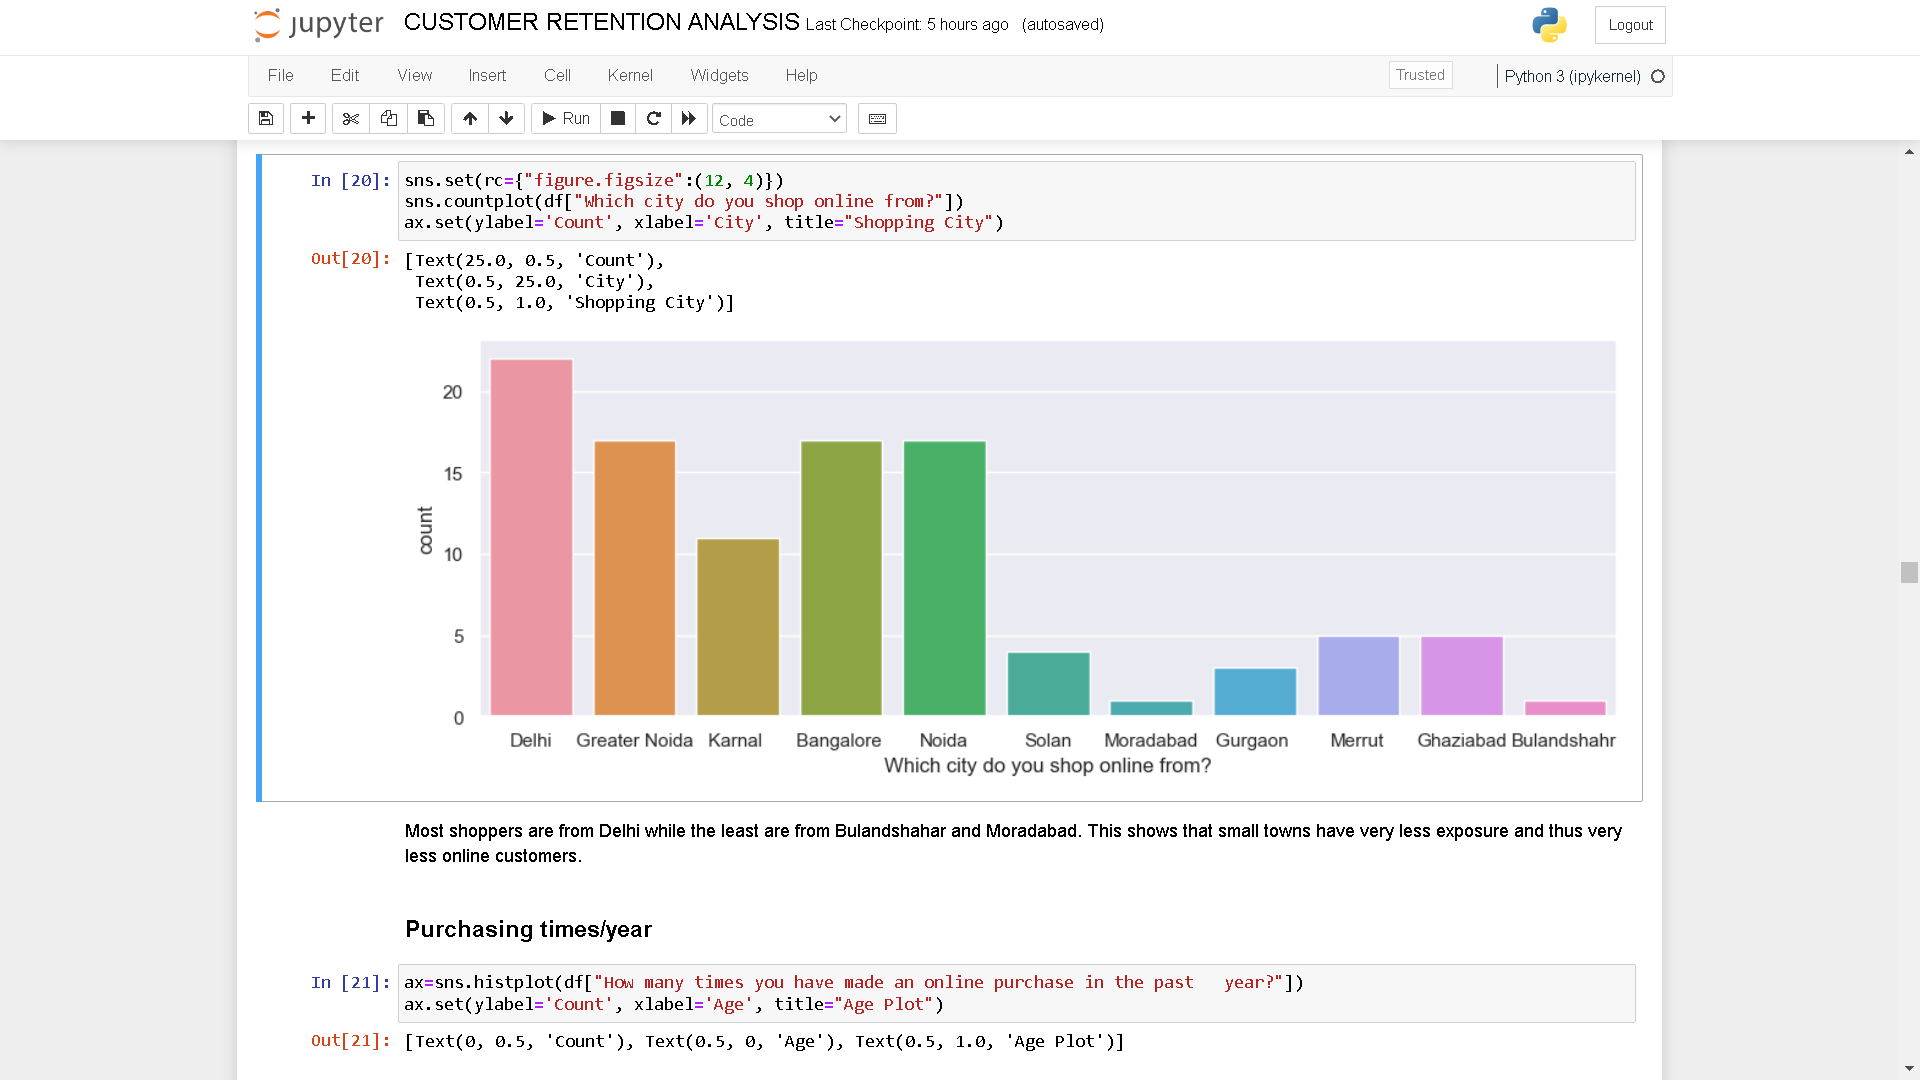 jupyter CUSTOMER RETENTION ANALYSIS Last Checkpoint: 5 hours ago (autosaved) Logout
File Edit View Insert Cell Kernel Widgets Help Trusted Python 3 (ipykernel)
Run Code
In [20]: sns.set(rc={"figure.figsize":(12, 4)})
sns.countplot(df["Which city do you shop online from?"])
ax.set(ylabel='Count', xlabel='City', title="Shopping City")
Out[20]: [Text(25.0, 0.5, 'Count'),
Text(0.5, 25.0, 'City'),
Text(0.5, 1.0, 'Shopping City')]
20
15
count
10
5
0
Delhi Greater Noida Karnal Bangalore Noida Solan Moradabad Gurgaon Merrut Ghaziabad Bulandshahr
Which city do you shop online from?
Most shoppers are from Delhi while the least are from Bulandshahar and Moradabad. This shows that small towns have very less exposure and thus very
less online customers.
Purchasing times/year
In [21]: ax=sns.histplot(df["How many times you have made an online purchase in the past   year?"])
ax.set(ylabel='Count', xlabel='Age', title="Age Plot")
Out[21]: [Text(0, 0.5, 'Count'), Text(0.5, 0, 'Age'), Text(0.5, 1.0, 'Age Plot')]